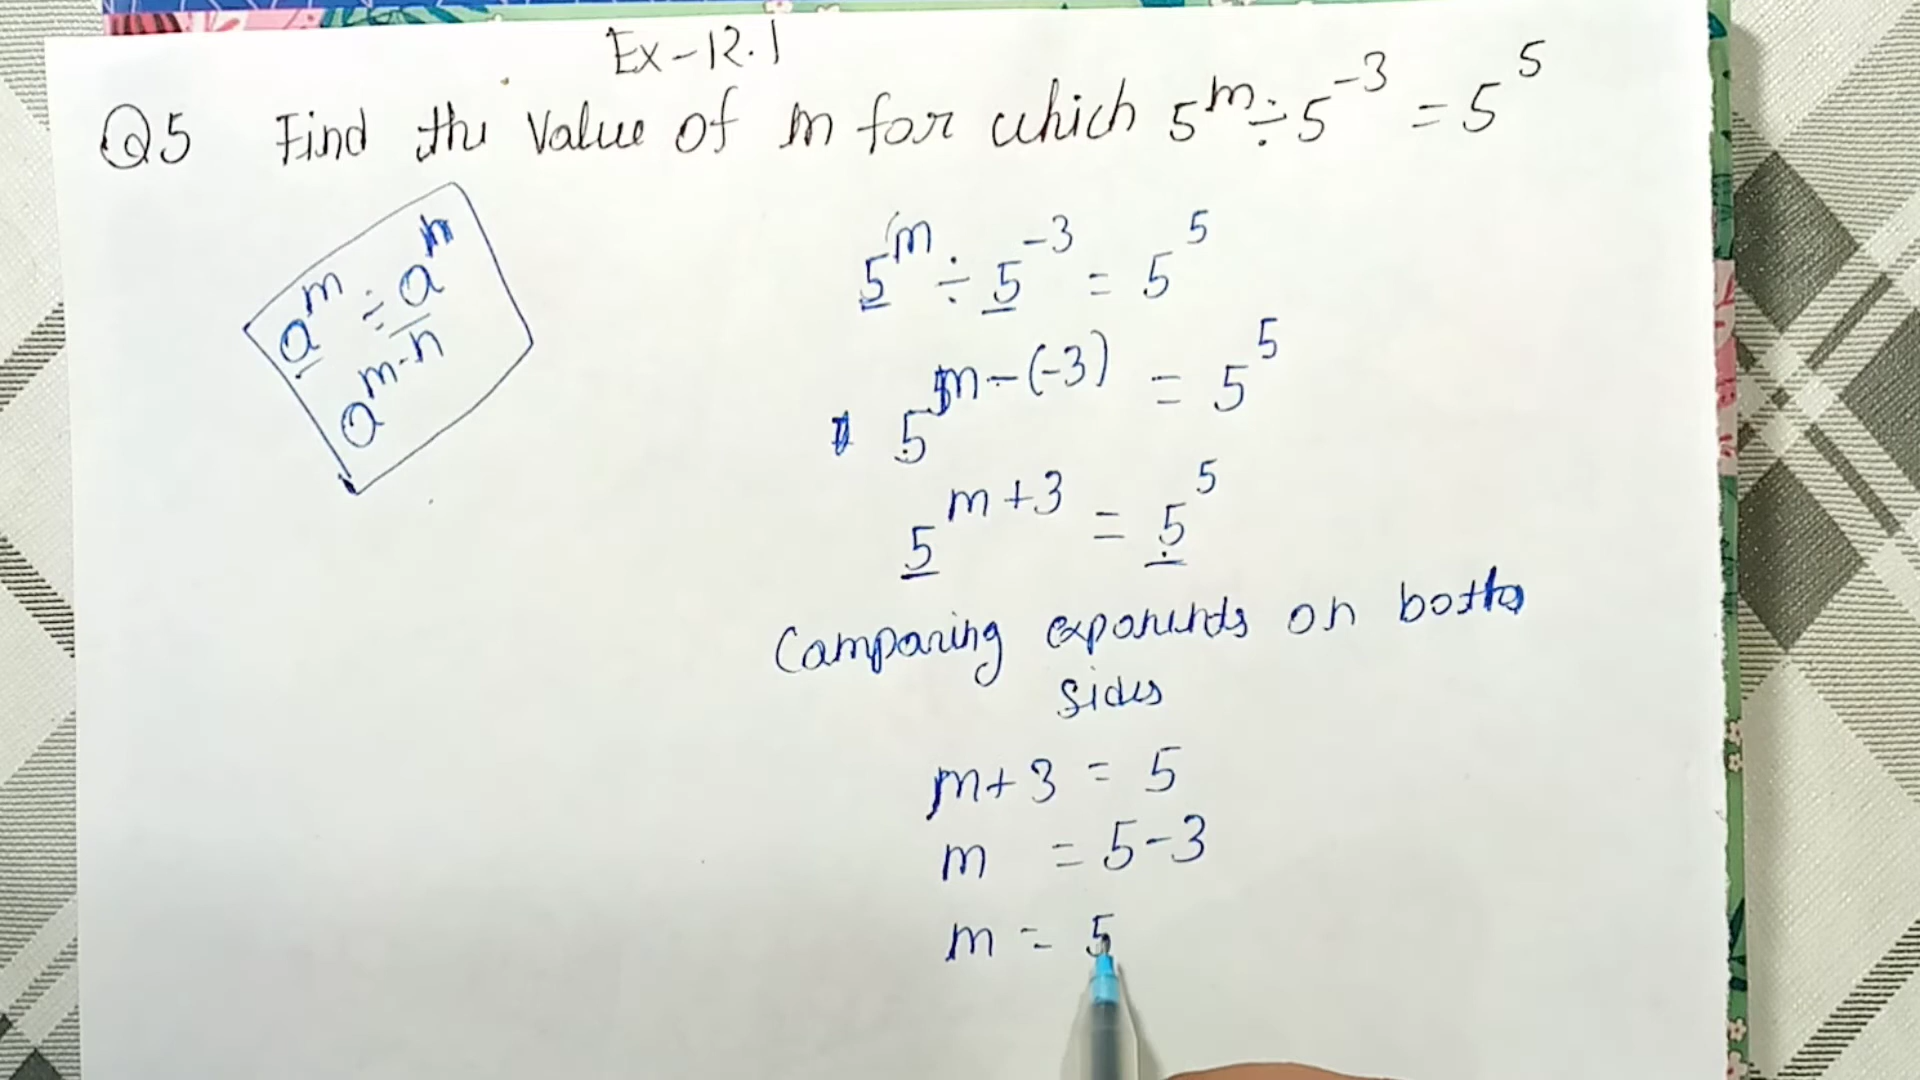 Ex-12.1
Q5 Find the Value of m for which 5^m ÷ 5^-3 = 5^5
a^m ÷ a^n
a^m-n
5^m ÷ 5^-3 = 5^5
5^m-(-3) = 5^5
5^m+3 = 5^5
Comparing exponents on both
sides
m+3 = 5
m = 5-3
m = 5